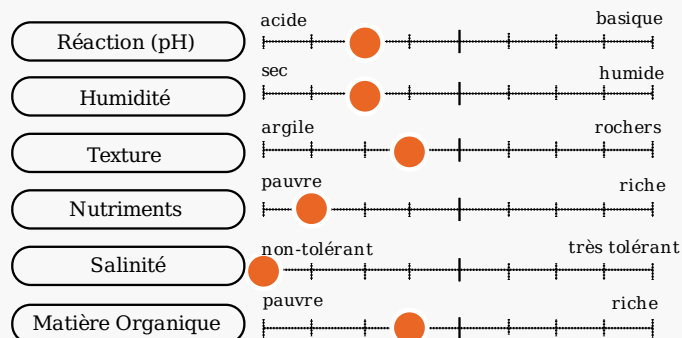 Réaction (pH) acide basique
Humidité sec humide
Texture argile rochers
Nutriments pauvre riche
Salinité non-tolérant très tolérant
Matière Organique pauvre riche